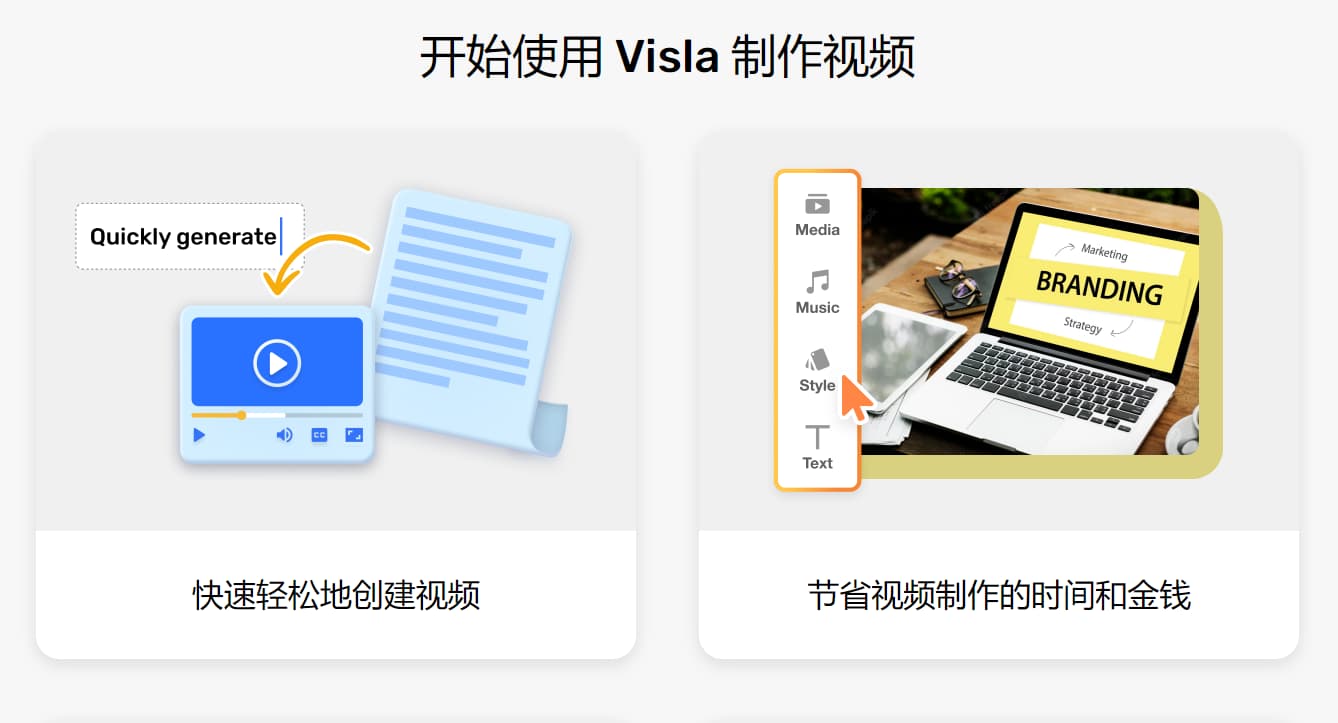 开始使用 Visla 制作视频
Quickly generate
CC
快速轻松地创建视频
Media
Music
Style
Text
Marketing
BRANDING
Strategy
节省视频制作的时间和金钱